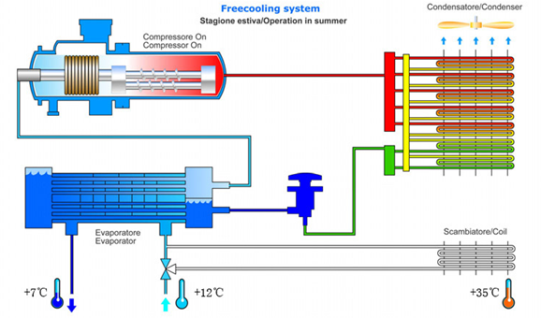 Freecooling system
Stagione estiva/Operation in summer
Condensatore/Condenser
Compressore On
Compressor On
Evaporatore
Evaporator
Scambiatore/Coil
+7℃
+12℃
+35℃